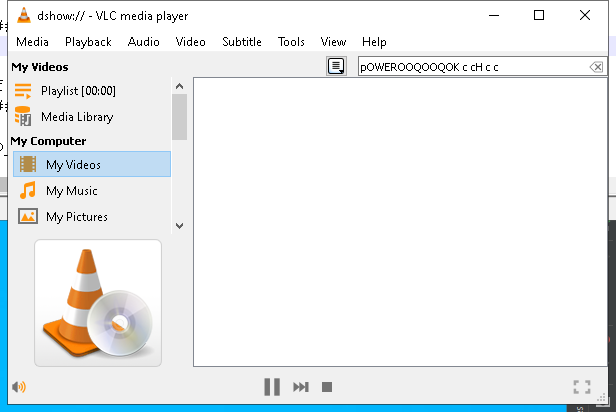 dshow:// - VLC media player
Media Playback Audio Video Subtitle Tools View Help
My Videos
pOWEROOQOOQOK c cH c c
Playlist [00:00]
Media Library
My Computer
My Videos
My Music
My Pictures